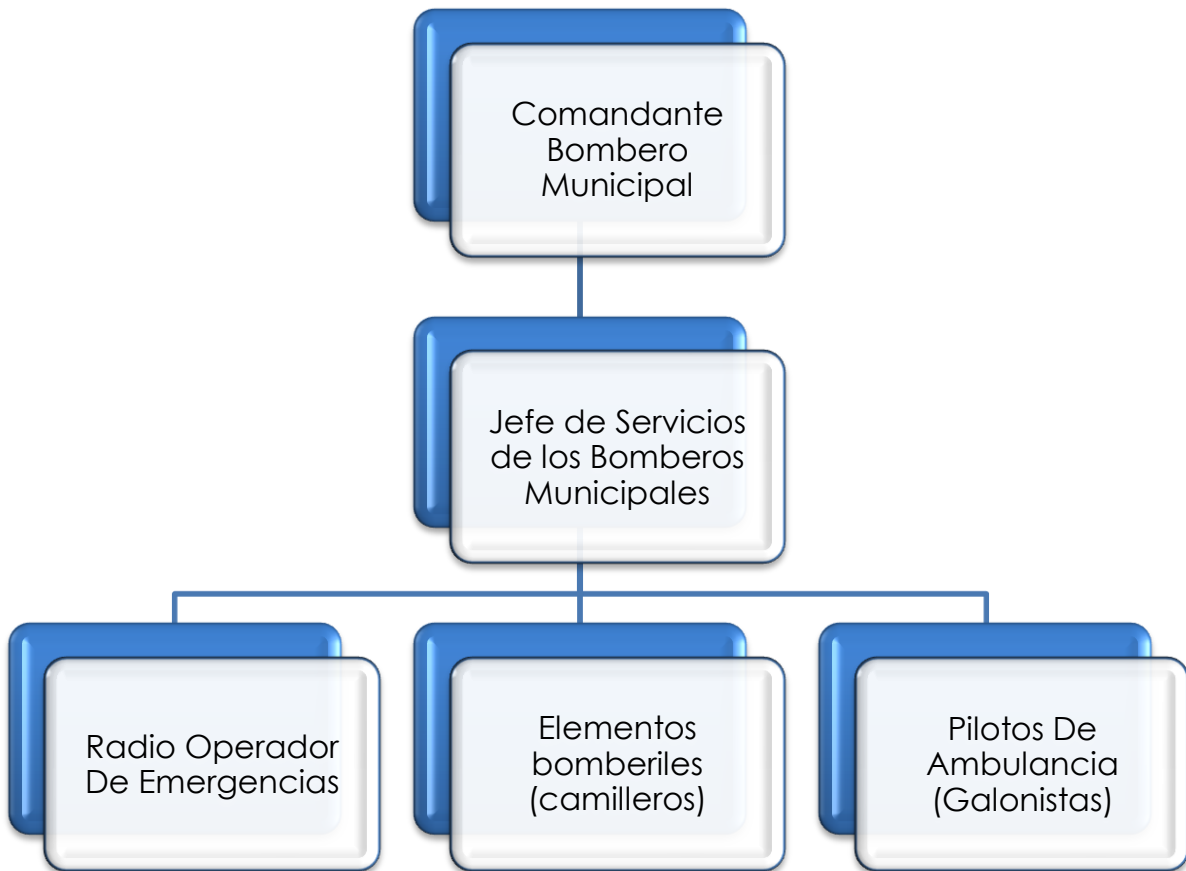 Comandante
Bombero
Municipal
Jefe de Servicios
de los Bomberos
Municipales
Radio Operador
De Emergencias
Elementos
bomberiles
(camilleros)
Pilotos De
Ambulancia
(Galonistas)